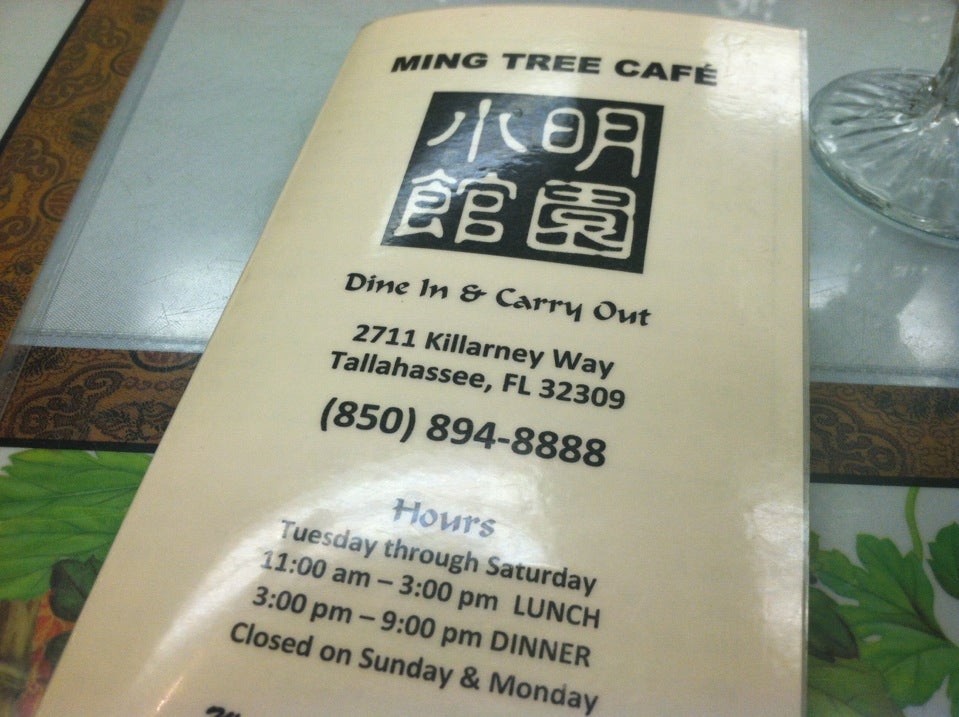 MING TREE CAFÉ
小明
館園
Dine In & Carry Out
2711 Killarney Way
Tallahassee, FL 32309
(850) 894-8888
Hours
Tuesday through Saturday
11:00 am – 3:00 pm LUNCH
3:00 pm – 9:00 pm DINNER
Closed on Sunday & Monday